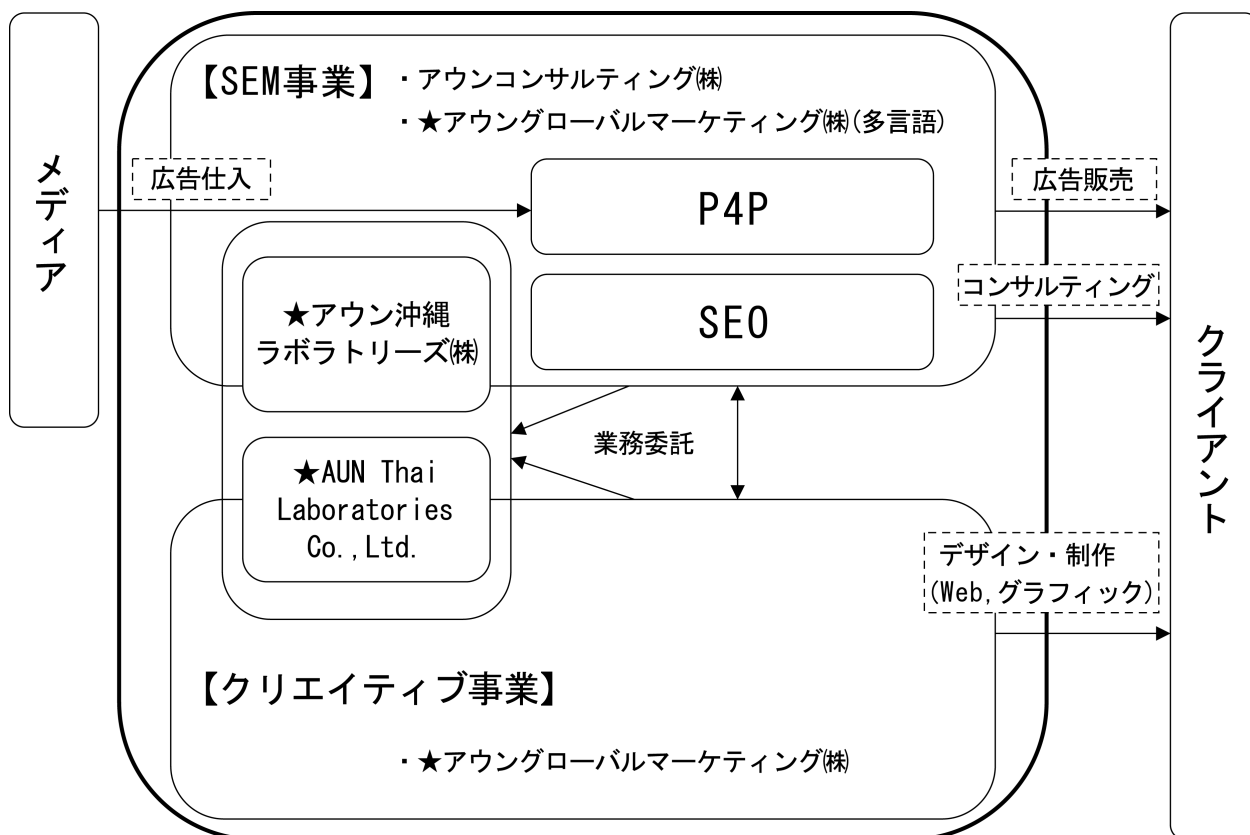 メディア
【SEM事業】
・アウンコンサルティング㈱
・★アウングローバルマーケティング㈱(多言語)
広告仕入
P4P
広告販売
SEO
コンサルティング
★アウン沖縄
ラボラトリーズ㈱
業務委託
★AUN Thai
Laboratories
Co.,Ltd.
デザイン・制作
(Web,グラフィック)
クライアント
【クリエイティブ事業】
・★アウングローバルマーケティング㈱